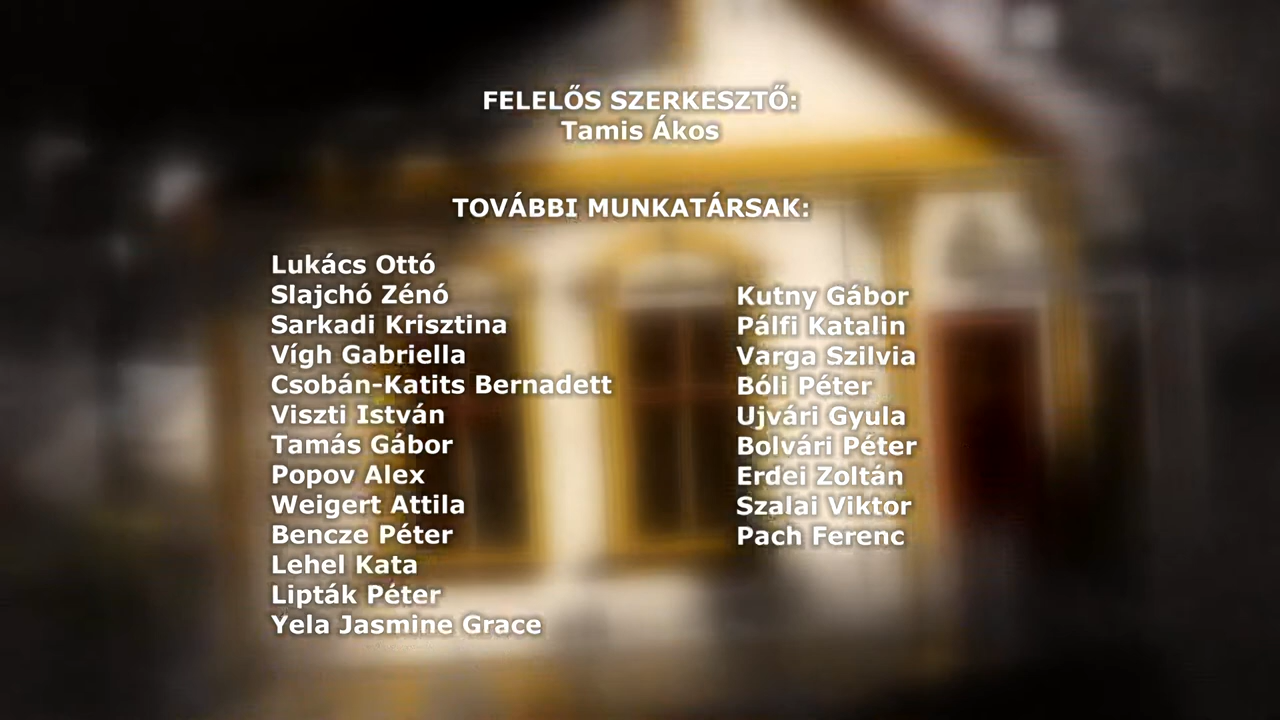 FELELŐS SZERKESZTŐ:
Tamis Ákos
TOVÁBBI MUNKATÁRSAK:
Lukács Ottó
Slajchó Zénó
Sarkadi Krisztina
Vígh Gabriella
Csobán-Katits Bernadett
Viszti István
Tamás Gábor
Popov Alex
Weigert Attila
Bencze Péter
Lehel Kata
Lipták Péter
Yela Jasmine Grace
Kutny Gábor
Pálfi Katalin
Varga Szilvia
Bóli Péter
Ujvári Gyula
Bolvári Péter
Erdei Zoltán
Szalai Viktor
Pach Ferenc